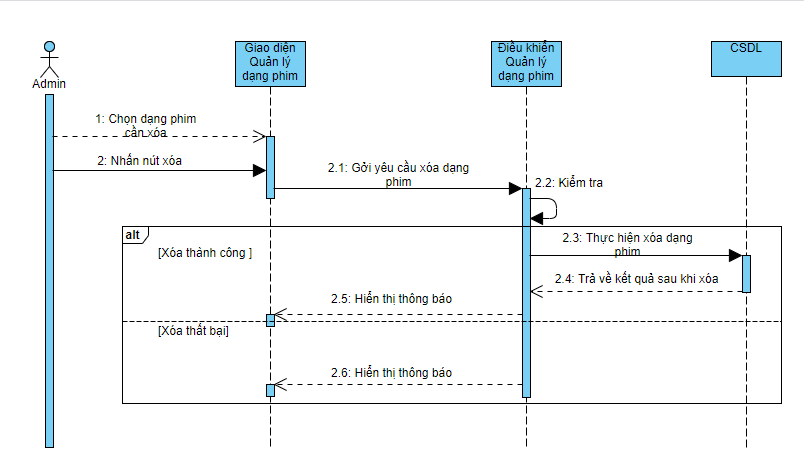 Giao diện
Quản lý
dạng phim
Điều khiển
Quản lý
dạng phim
CSDL
Admin
1: Chọn dạng phim
cần xóa
2: Nhấn nút xóa
2.1: Gởi yêu cầu xóa dạng
phim
2.2: Kiểm tra
alt
[Xóa thành công ]
2.3: Thực hiện xóa dạng
phim
2.4: Trả về kết quả sau khi xóa
2.5: Hiển thị thông báo
[Xóa thất bại]
2.6: Hiển thị thông báo